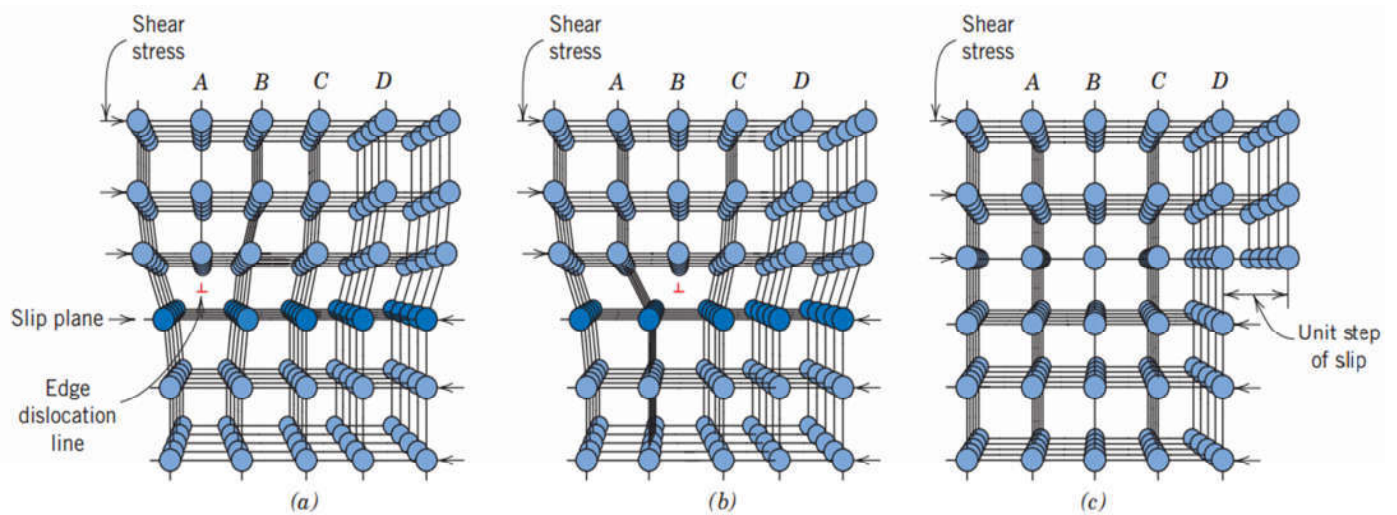 Shear
stress
A B C D
Slip plane
Edge
dislocation
line
⊥
(a)
Shear
stress
A B C D
⊥
(b)
Shear
stress
A B C D
Unit step
of slip
(c)